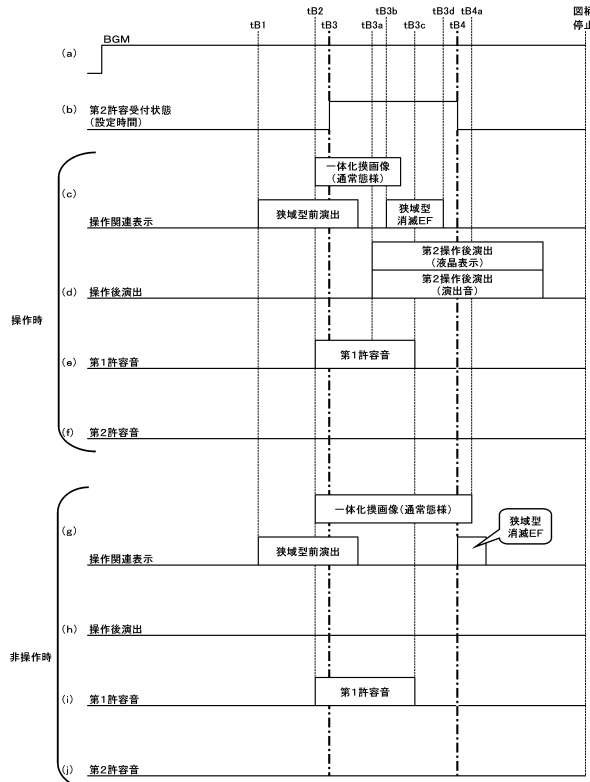 図柄
tB2 tB3b tB3d tB4a 停止
tB1 tB3 tB3a tB3c tB4
(a) BGM
(b) 第2許容受付状態
(設定時間)
一体化摸画像
(通常態様)
(c)
狭域型前演出
狭域型
消滅EF
操作関連表示
第2操作後演出
(液晶表示)
第2操作後演出
(演出音)
(d) 操作後演出
操作時
第1許容音
(e) 第1許容音
(f) 第2許容音
一体化摸画像(通常態様)
狭域型
消滅EF
(g)
狭域型前演出
操作関連表示
(h) 操作後演出
非操作時
第1許容音
(i) 第1許容音
(j) 第2許容音